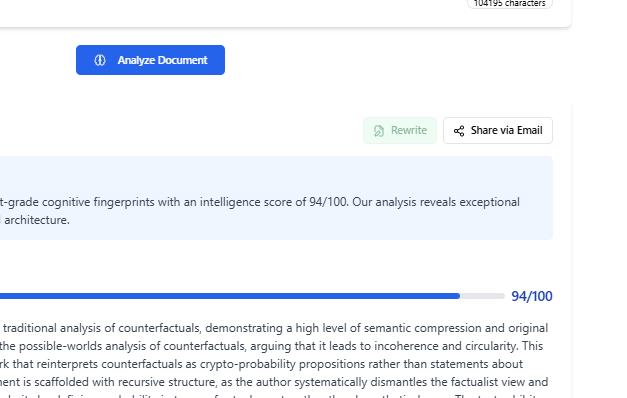 104195 characters
Analyze Document
Rewrite
Share via Email
t-grade cognitive fingerprints with an intelligence score of 94/100. Our analysis reveals exceptional
architecture.
94/100
traditional analysis of counterfactuals, demonstrating a high level of semantic compression and original
the possible-worlds analysis of counterfactuals, arguing that it leads to incoherence and circularity. This
rk that reinterprets counterfactuals as crypto-probability propositions rather than statements about
nent is scaffolded with recursive structure, as the author systematically dismantles the factualist view and